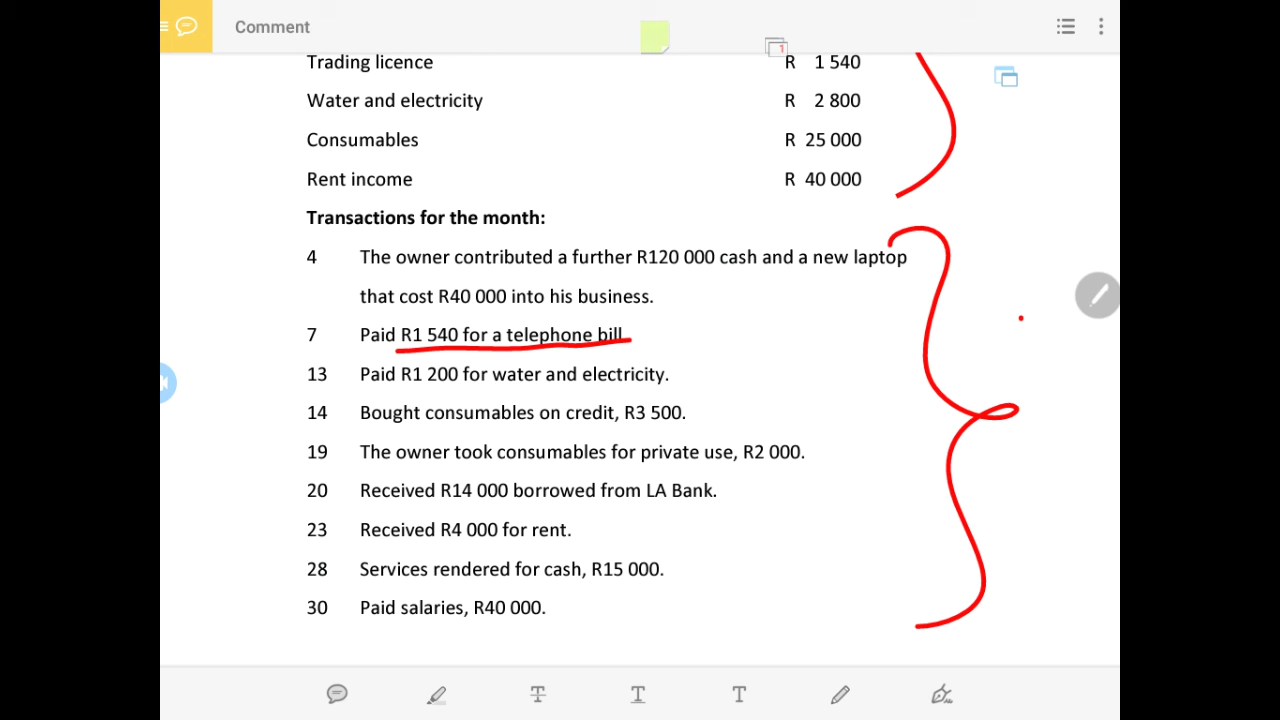 Comment
1
Trading licence R 1 540
Water and electricity R 2 800
Consumables R 25 000
Rent income R 40 000
Transactions for the month:
4 The owner contributed a further R120 000 cash and a new laptop
that cost R40 000 into his business.
7 Paid R1 540 for a telephone bill
13 Paid R1 200 for water and electricity.
14 Bought consumables on credit, R3 500.
19 The owner took consumables for private use, R2 000.
20 Received R14 000 borrowed from LA Bank.
23 Received R4 000 for rent.
28 Services rendered for cash, R15 000.
30 Paid salaries, R40 000.
T T T